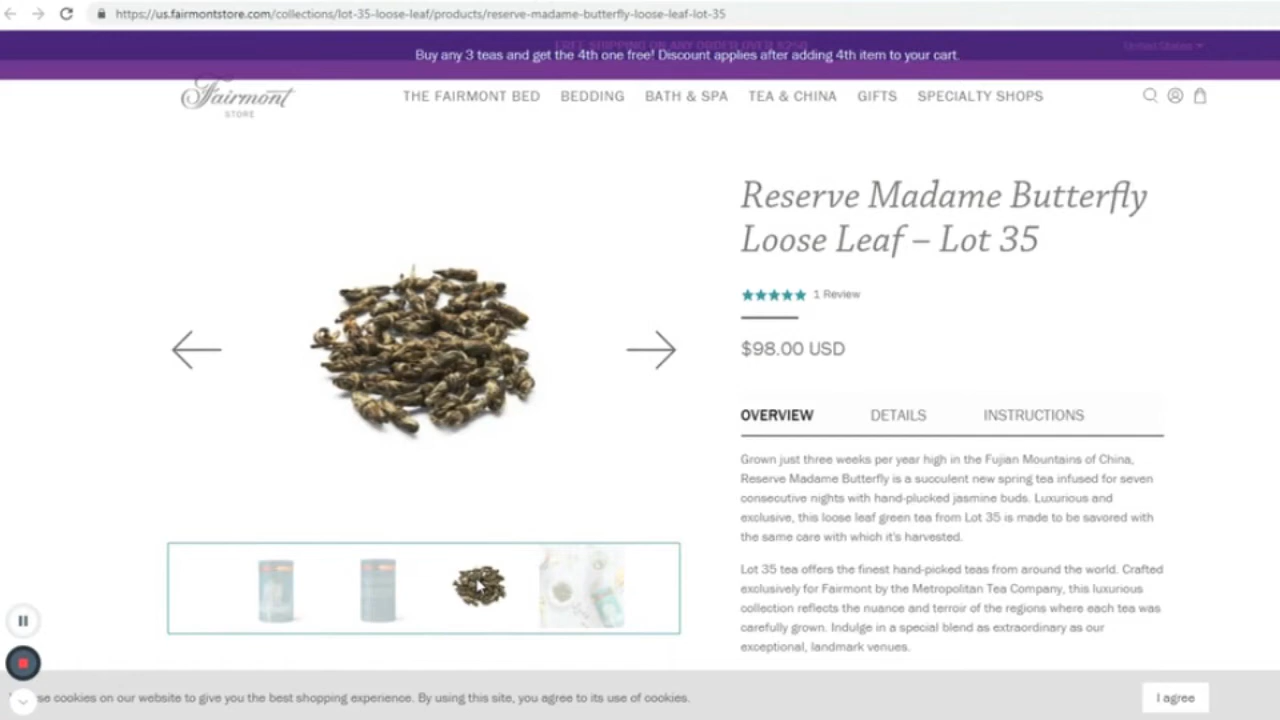 https://us.fairmontstore.com/collections/lot-35-loose-leaf/products/reserve-madame-butterfly-loose-leaf-lot-35
FREE SHIPPING ON ANY ORDER OVER $250
United States
Buy any 3 teas and get the 4th one free! Discount applies after adding 4th item to your cart.
Fairmont
STORE
THE FAIRMONT BED BEDDING BATH & SPA TEA & CHINA GIFTS SPECIALTY SHOPS
Reserve Madame Butterfly
Loose Leaf – Lot 35
1 Review
$98.00 USD
OVERVIEW DETAILS INSTRUCTIONS
Grown just three weeks per year high in the Fujian Mountains of China,
Reserve Madame Butterfly is a succulent new spring tea infused for seven
consecutive nights with hand-plucked jasmine buds. Luxurious and
exclusive, this loose leaf green tea from Lot 35 is made to be savored with
the same care with which it's harvested.
Lot 35 tea offers the finest hand-picked teas from around the world. Crafted
exclusively for Fairmont by the Metropolitan Tea Company, this luxurious
collection reflects the nuance and terroir of the regions where each tea was
carefully grown. Indulge in a special blend as extraordinary as our
exceptional, landmark venues.
se cookies on our website to give you the best shopping experience. By using this site, you agree to its use of cookies.
I agree